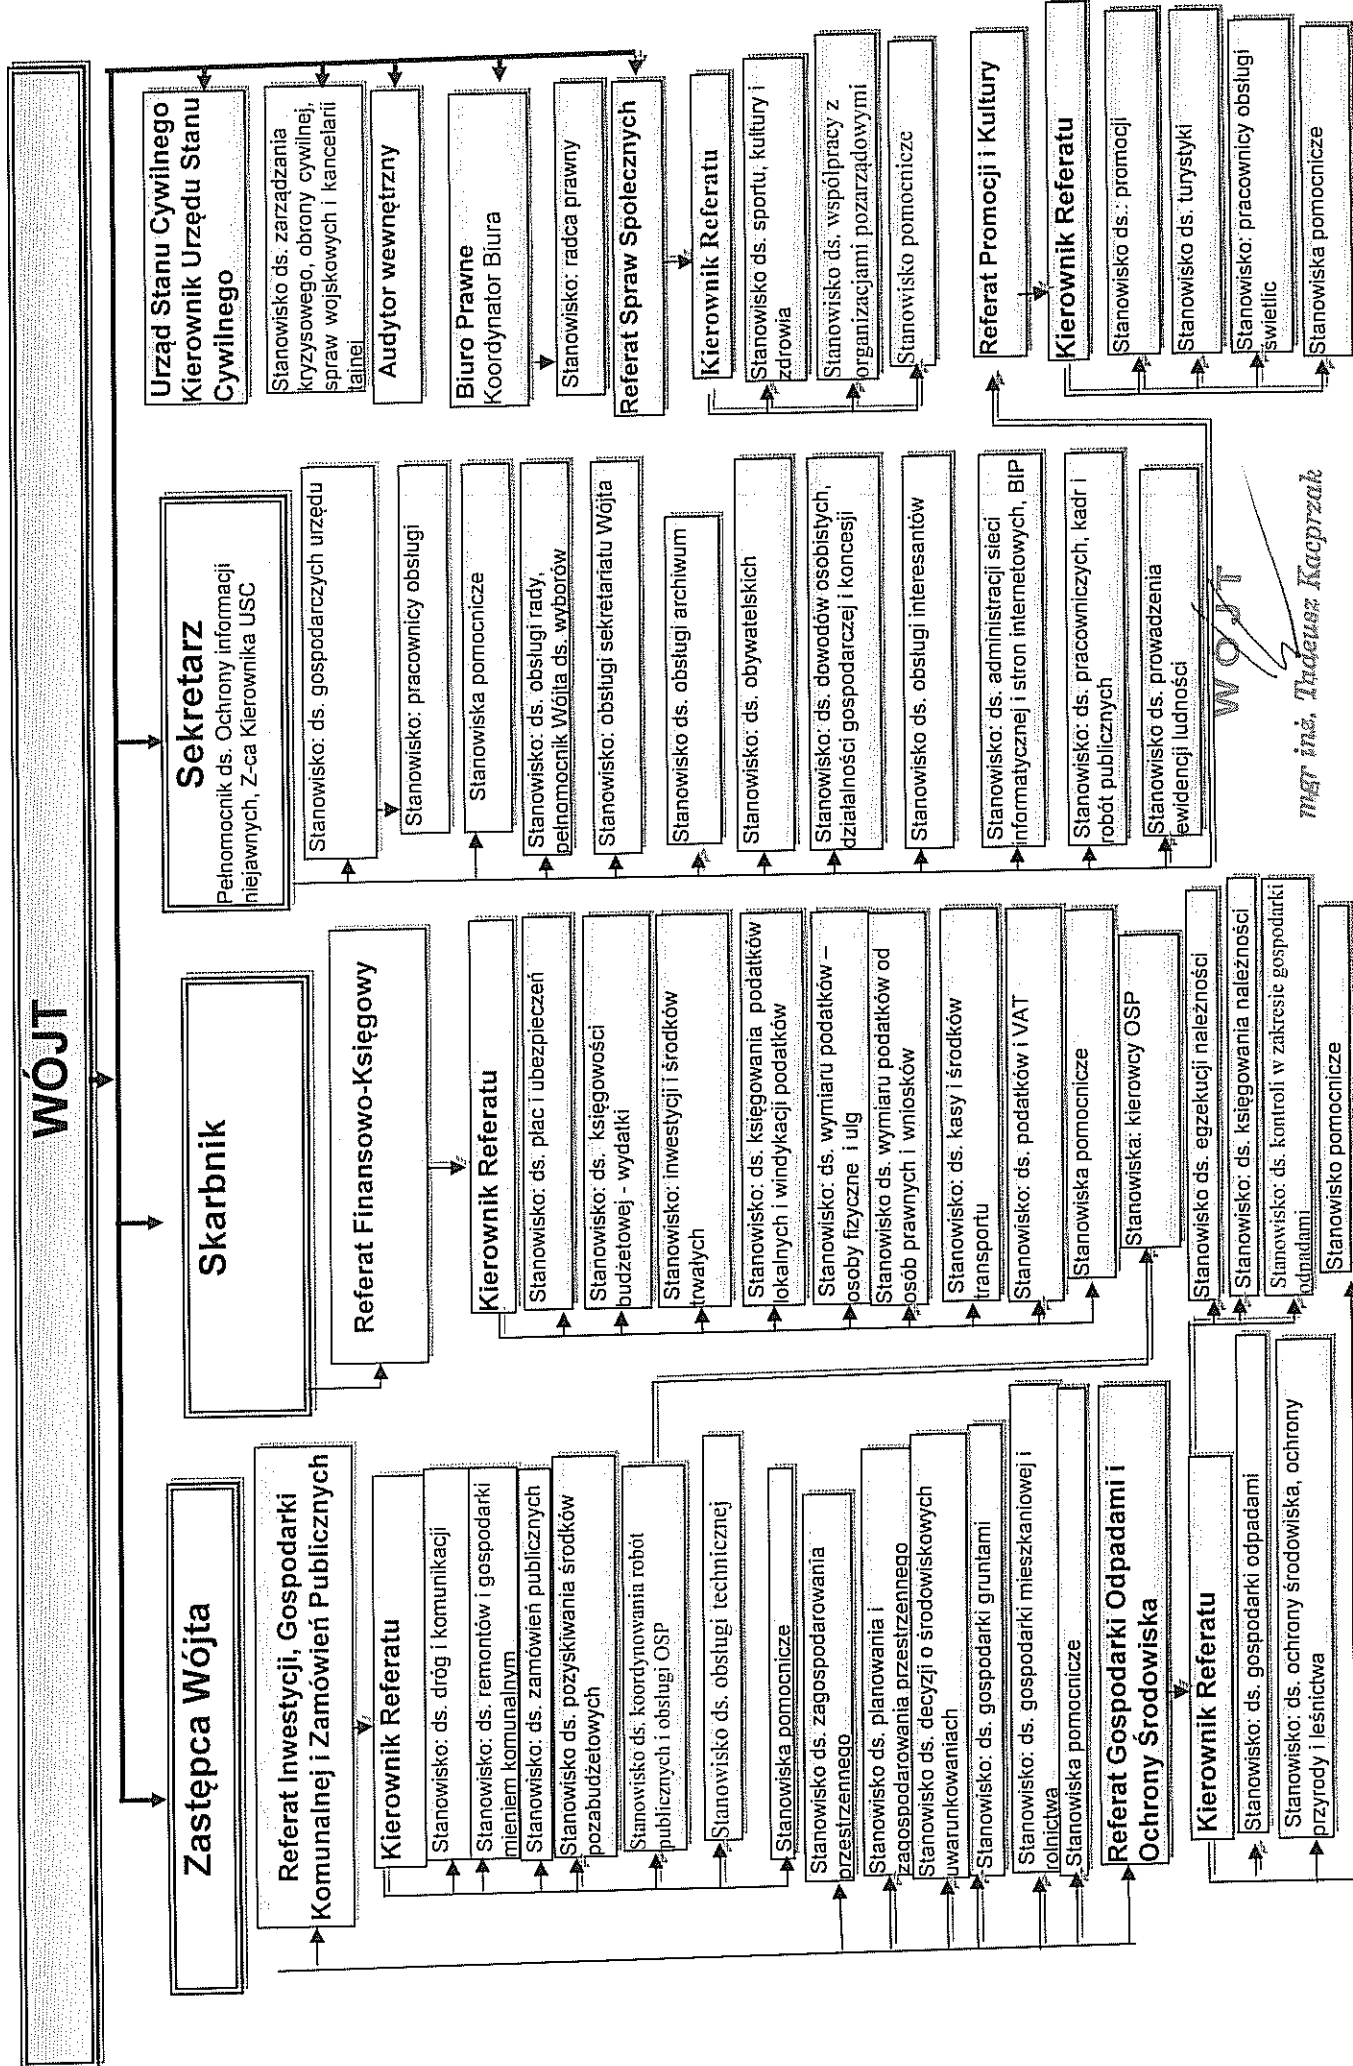 WÓJT
Zastępca Wójta
Referat Inwestycji, Gospodarki
Komunalnej i Zamówień Publicznych
Kierownik Referatu
Stanowisko: ds. dróg i komunikacji
Stanowisko: ds. remontów i gospodarki
mieniem komunalnym
Stanowisko: ds. zamówień publicznych
Stanowisko ds. pozyskiwania środków
pozabudżetowych
Stanowisko ds. koordynowania robót
publicznych i obsługi OSP
Stanowisko ds. obsługi technicznej
Stanowiska pomocnicze
Stanowisko ds. zagospodarowania
przestrzennego
Stanowisko ds. planowania i
zagospodarowania przestrzennego
Stanowisko ds. decyzji o środowiskowych
uwarunkowaniach
Stanowisko: ds. gospodarki gruntami
Stanowisko: ds. gospodarki mieszkaniowej i
rolnictwa
Stanowiska pomocnicze
Referat Gospodarki Odpadami i
Ochrony Środowiska
Kierownik Referatu
Stanowisko: ds. gospodarki odpadami
Stanowisko: ds. ochrony środowiska, ochrony
przyrody i leśnictwa
Stanowisko ds. egzekucji należności
Stanowisko: ds. księgowania należności
Stanowisko: ds. kontroli w zakresie gospodarki
odpadami
Stanowisko pomocnicze
Skarbnik
Referat Finansowo-Księgowy
Kierownik Referatu
Stanowisko: ds. płac i ubezpieczeń
Stanowisko: ds. księgowości
budżetowej - wydatki
Stanowisko: inwestycji i środków
trwałych
Stanowisko: ds. księgowania podatków
lokalnych i windykacji podatków
Stanowisko: ds. wymiaru podatków –
osoby fizyczne i ulg
Stanowisko ds. wymiaru podatków od
osób prawnych i wniosków
Stanowisko: ds. kasy i środków
transportu
Stanowisko: ds. podatków i VAT
Stanowiska pomocnicze
Stanowiska: kierowcy OSP
Sekretarz
Pełnomocnik ds. Ochrony informacji
niejawnych, Z-ca Kierownika USC
Stanowisko: ds. gospodarczych urzędu
Stanowisko: pracownicy obsługi
Stanowiska pomocnicze
Stanowisko: ds. obsługi rady,
pełnomocnik Wójta ds. wyborów
Stanowisko: obsługi sekretariatu Wójta
Stanowisko ds. obsługi archiwum
Stanowisko: ds. obywatelskich
Stanowisko: ds. dowodów osobistych,
działalności gospodarczej i koncesji
Stanowisko: ds. obsługi interesantów
Stanowisko: ds. administracji sieci
informatycznej i stron internetowych, BIP
Stanowisko: ds. pracowniczych, kadr i
robót publicznych
Stanowisko ds. prowadzenia
ewidencji ludności
Urząd Stanu Cywilnego
Kierownik Urzędu Stanu
Cywilnego
Stanowisko ds. zarządzania
kryzysowego, obrony cywilnej,
spraw wojskowych i kancelarii
tajnej
Audytor wewnętrzny
Biuro Prawne
Koordynator Biura
Stanowisko: radca prawny
Referat Spraw Społecznych
Kierownik Referatu
Stanowisko ds. sportu, kultury i
zdrowia
Stanowisko ds. współpracy z
organizacjami pozarządowymi
Stanowisko pomocnicze
Referat Promocji i Kultury
Kierownik Referatu
Stanowisko ds.: promocji
Stanowisko ds. turystyki
Stanowisko: pracownicy obsługi
świetlic
Stanowiska pomocnicze
WÓJT
mgr inż. Tadeusz Kacprzak